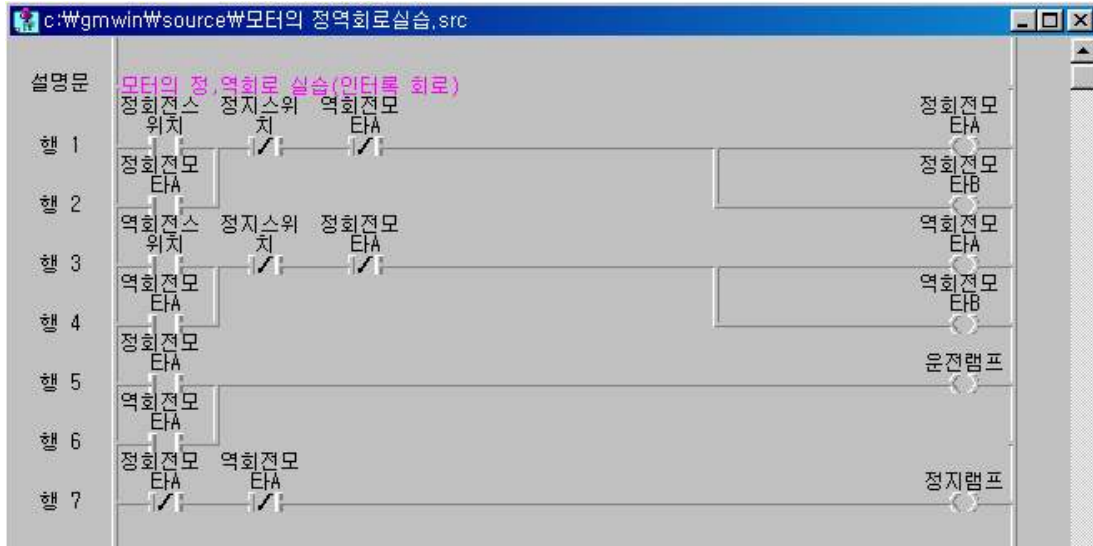 c:₩gmwin₩source₩모터의 정역회로실습.src
설명문 모터의 정,역회로 실습(인터록 회로)
정회전스 정지스위 역회전모 정회전모
위치 치 터A 터A
행 1
정회전모 정회전모
터A 터B
행 2
역회전스 정지스위 정회전모 역회전모
위치 치 터A 터A
행 3
역회전모 역회전모
터A 터B
행 4
정회전모 운전램프
터A
행 5
역회전모
터A
행 6
정회전모 역회전모 정지램프
터A 터A
행 7